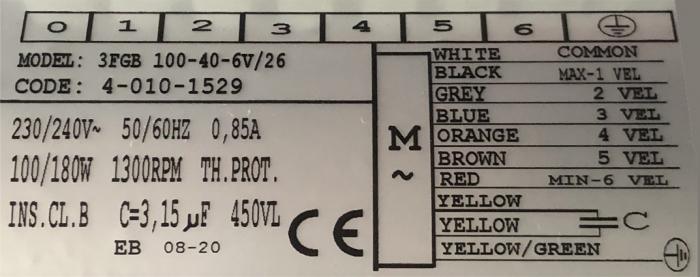 0 1 2 3 4 5 6
MODEL: 3FGB 100-40-6V/26
CODE: 4-010-1529
230/240V~ 50/60HZ 0,85A
100/180W 1300RPM TH.PROT.
INS.CL.B C=3,15µF 450VL
EB 08-20
CE
M
~
WHITE COMMON
BLACK MAX-1 VEL
GREY 2 VEL
BLUE 3 VEL
ORANGE 4 VEL
BROWN 5 VEL
RED MIN-6 VEL
YELLOW
YELLOW C
YELLOW/GREEN